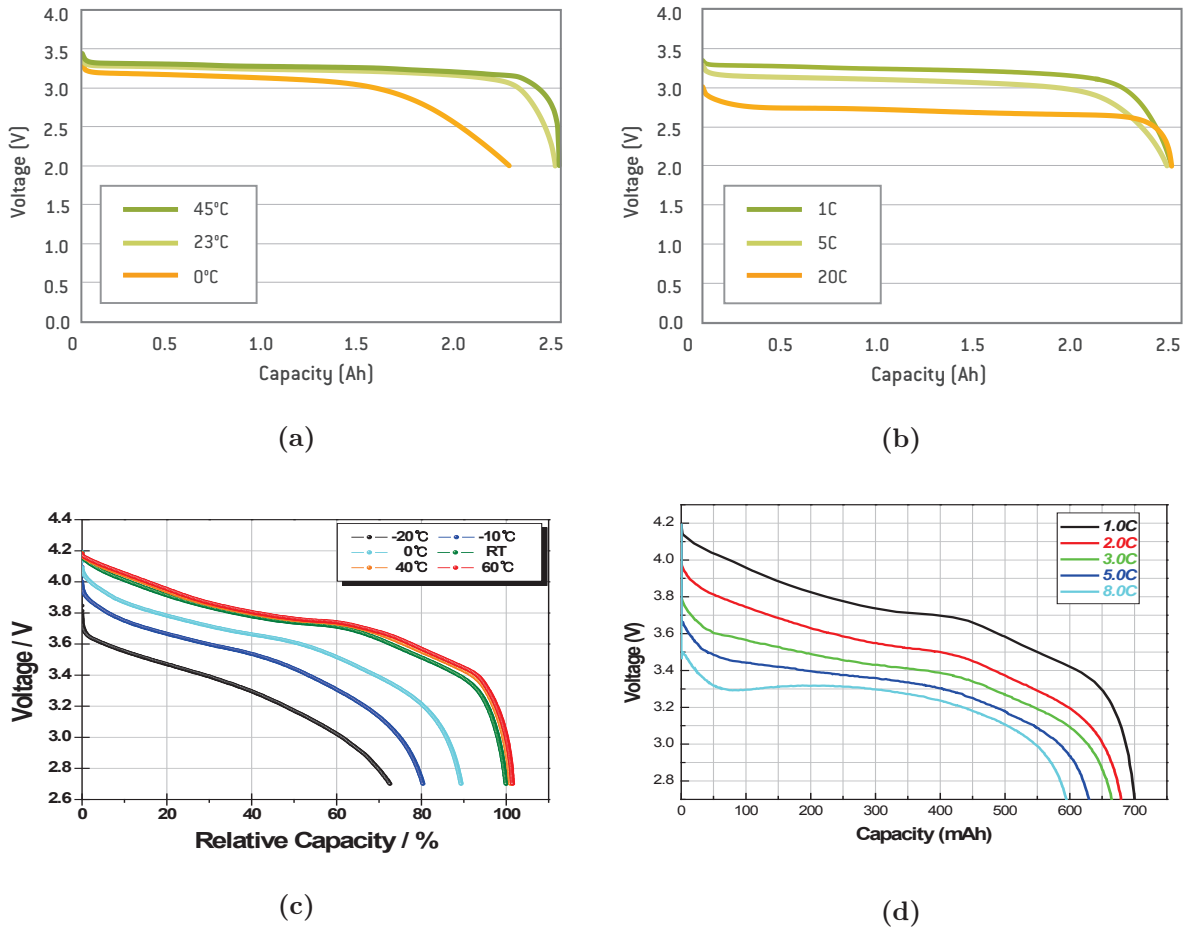 4.0
3.5
3.0
2.5
2.0
1.5
1.0
0.5
0.0
Voltage (V)
45°C
23°C
0°C
0 0.5 1.0 1.5 2.0 2.5
Capacity (Ah)
(a)
4.0
3.5
3.0
2.5
2.0
1.5
1.0
0.5
0.0
Voltage (V)
1C
5C
20C
0 0.5 1.0 1.5 2.0 2.5
Capacity (Ah)
(b)
4.4
4.2
4.0
3.8
3.6
3.4
3.2
3.0
2.8
2.6
Voltage / V
-20℃ -10℃
0℃ RT
40℃ 60℃
0 20 40 60 80 100
Relative Capacity / %
(c)
4.2
4.0
3.8
3.6
3.4
3.2
3.0
2.8
Voltage (V)
1.0C
2.0C
3.0C
5.0C
8.0C
0 100 200 300 400 500 600 700
Capacity (mAh)
(d)